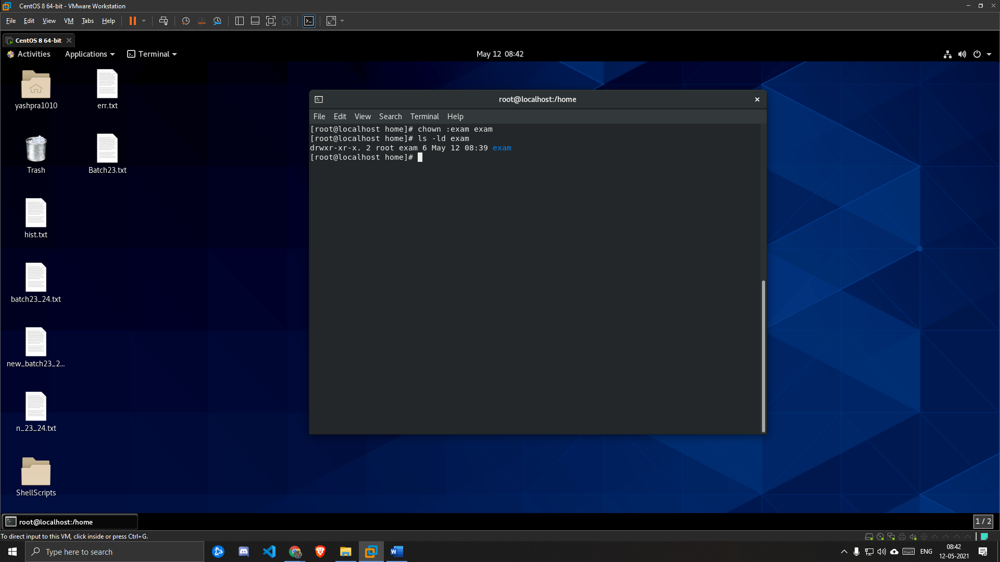 CentOS 8 64-bit - VMware Workstation
File Edit View VM Tabs Help
CentOS 8 64-bit
Activities Applications Terminal May 12 08:42
yashpra1010
err.txt
Trash
Batch23.txt
hist.txt
batch23_24.txt
new_batch23_2...
n_23_24.txt
ShellScripts
root@localhost:/home
File Edit View Search Terminal Help
[root@localhost home]# chown :exam exam
[root@localhost home]# ls -ld exam
drwxr-xr-x. 2 root exam 6 May 12 08:39 exam
[root@localhost home]#
root@localhost:/home
1 / 2
To direct input to this VM, click inside or press Ctrl+G.
Type here to search
W
ENG
08:42
12-05-2021